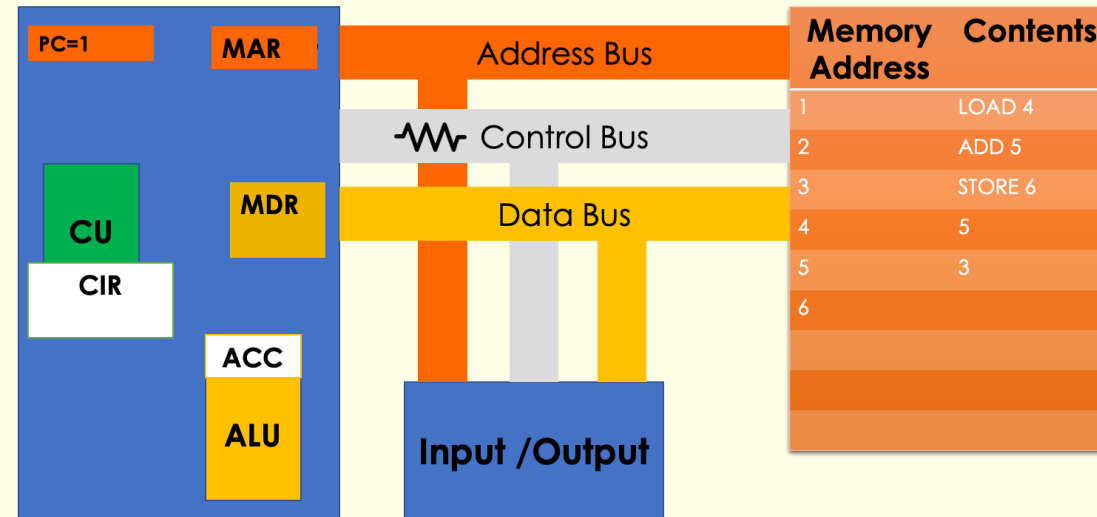 PC=1
MAR
Address Bus
Memory Contents
Address
1 LOAD 4
Control Bus
2 ADD 5
MDR
Data Bus
3 STORE 6
CU
4 5
CIR
5 3
6
ACC
ALU
Input /Output